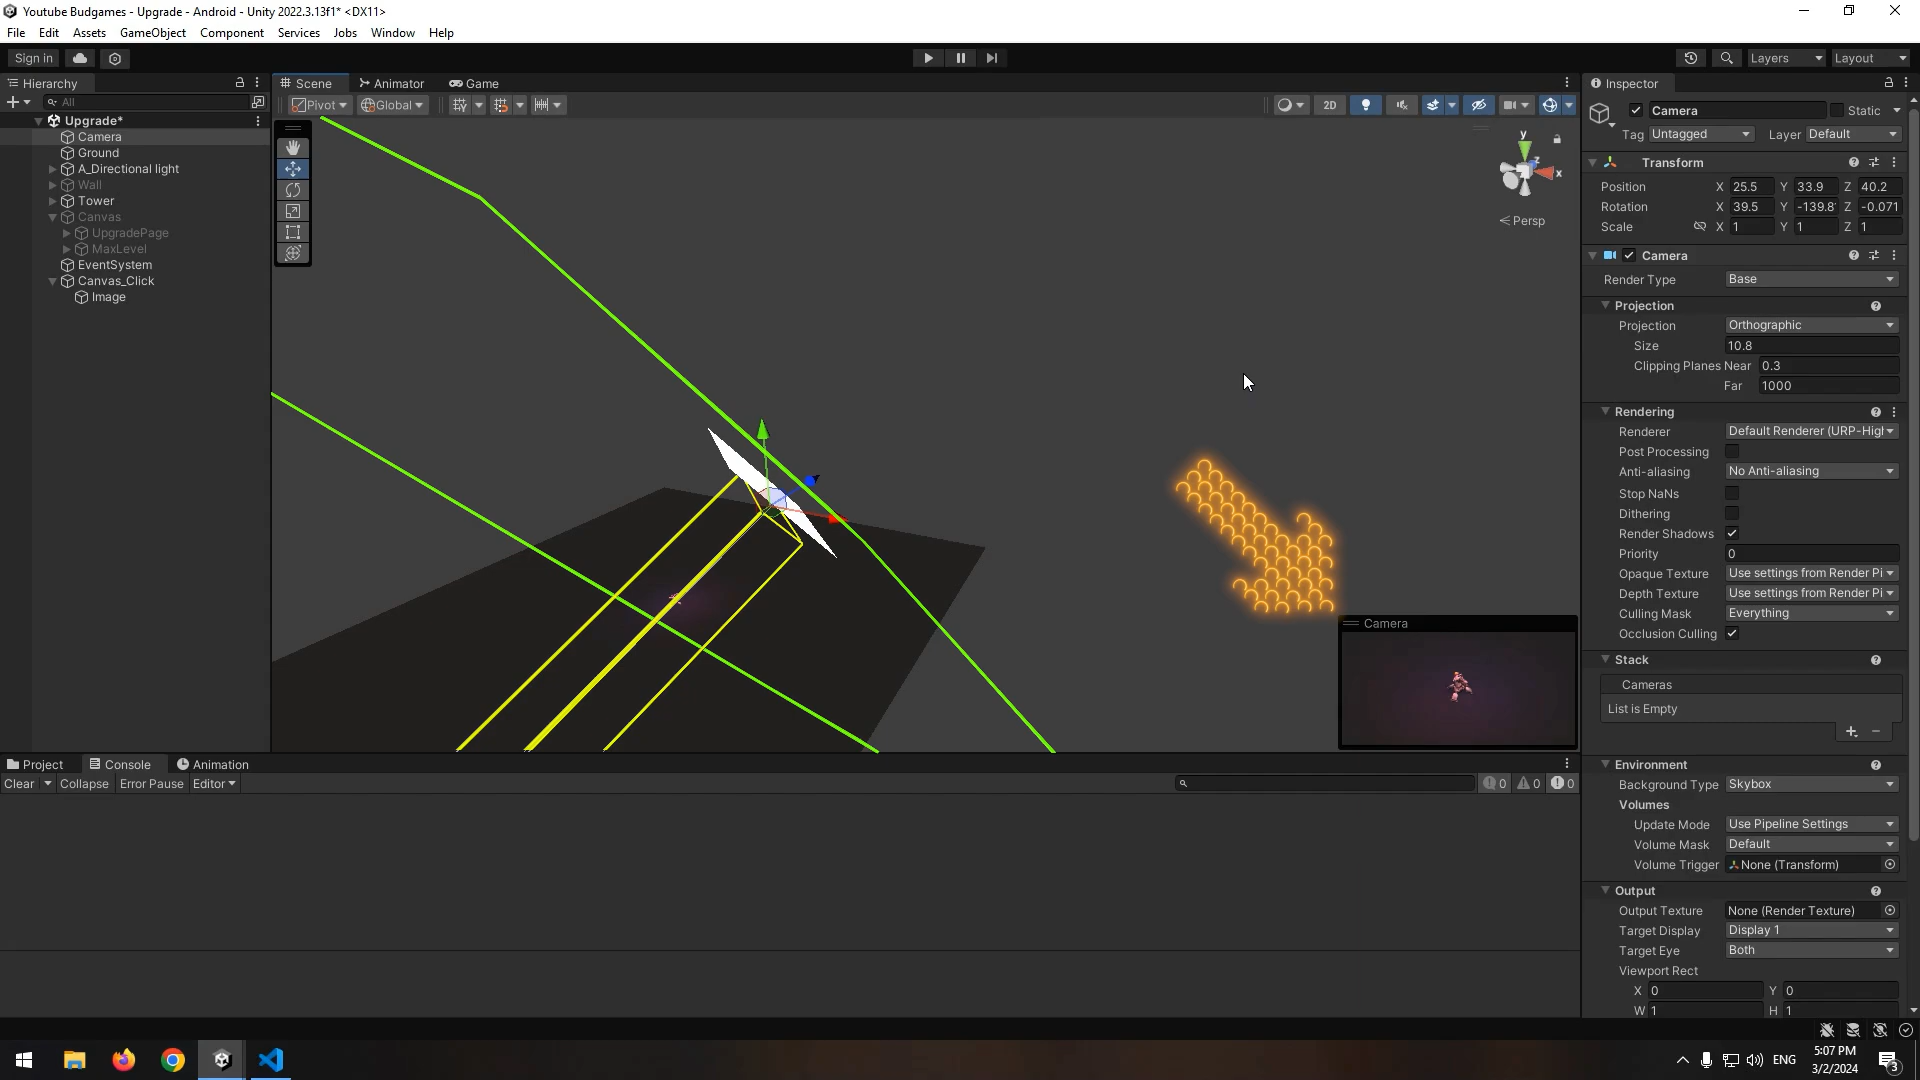 Youtube Budgames - Upgrade - Android - Unity 2022.3.13f1* <DX11>
File Edit Assets GameObject Component Services Jobs Window Help
Sign in
Layers
Layout
Hierarchy
All
Upgrade*
Camera
Ground
A_Directional light
Wall
Tower
Canvas
UpgradePage
MaxLevel
EventSystem
Canvas_Click
Image
Scene Animator Game
Pivot Global
2D
y
z
x
Persp
Camera
Inspector
Camera Static
Tag Untagged Layer Default
Transform
Position X 25.5 Y 33.9 Z 40.2
Rotation X 39.5 Y -139.8 Z -0.071
Scale X 1 Y 1 Z 1
Camera
Render Type Base
Projection
Projection Orthographic
Size 10.8
Clipping Planes Near 0.3
Far 1000
Rendering
Renderer Default Renderer (URP-High
Post Processing
Anti-aliasing No Anti-aliasing
Stop NaNs
Dithering
Render Shadows
Priority 0
Opaque Texture Use settings from Render Pi
Depth Texture Use settings from Render Pi
Culling Mask Everything
Occlusion Culling
Stack
Cameras
List is Empty
Environment
Background Type Skybox
Volumes
Update Mode Use Pipeline Settings
Volume Mask Default
Volume Trigger None (Transform)
Output
Output Texture None (Render Texture)
Target Display Display 1
Target Eye Both
Viewport Rect
X 0 Y 0
W 1 H 1
Project Console Animation
Clear Collapse Error Pause Editor
0 0 0
ENG
5:07 PM
3/2/2024
3